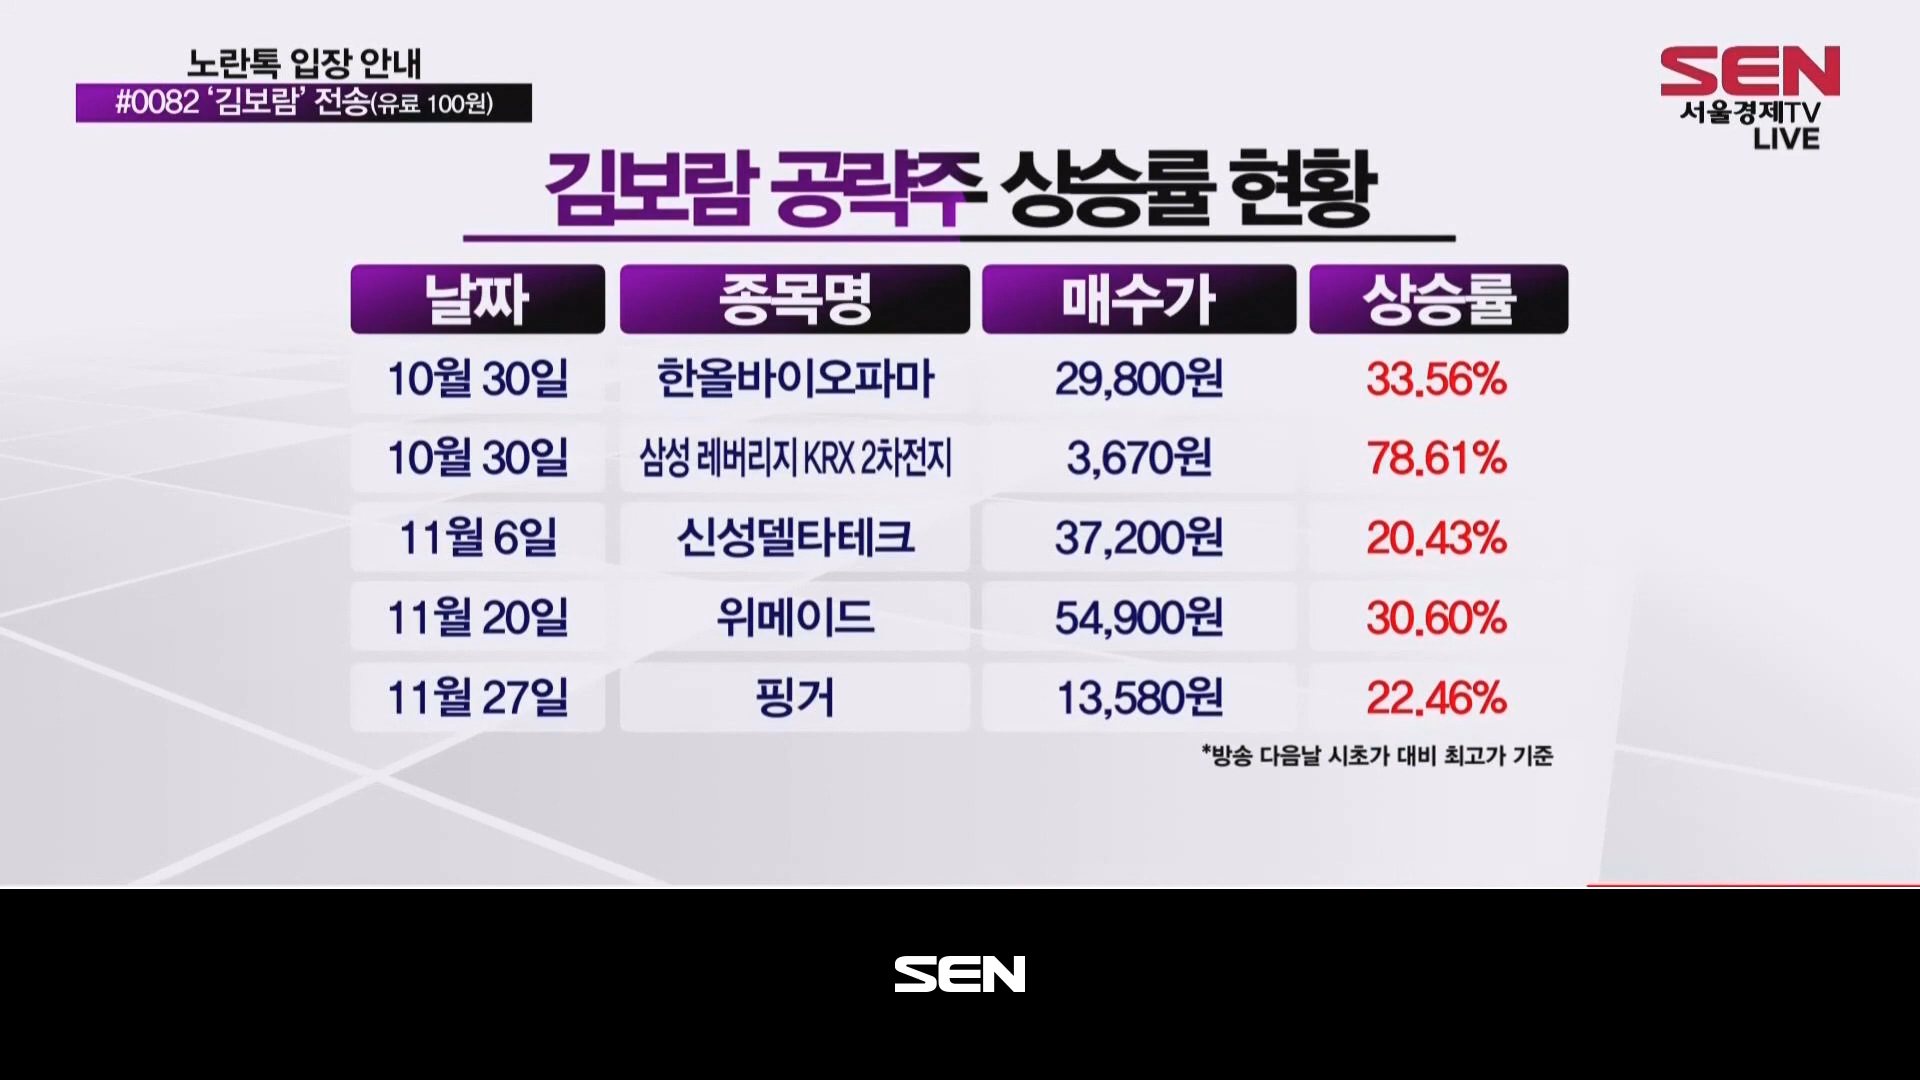 노란톡 입장 안내
#0082 ‘김보람’ 전송(유료 100원)
SEN
서울경제TV
LIVE
김보람 공략주 상승률 현황
날짜 종목명 매수가 상승률
10월 30일 한올바이오파마 29,800원 33.56%
10월 30일 삼성 레버리지 KRX 2차전지 3,670원 78.61%
11월 6일 신성델타테크 37,200원 20.43%
11월 20일 위메이드 54,900원 30.60%
11월 27일 핑거 13,580원 22.46%
*방송 다음날 시초가 대비 최고가 기준
SEN